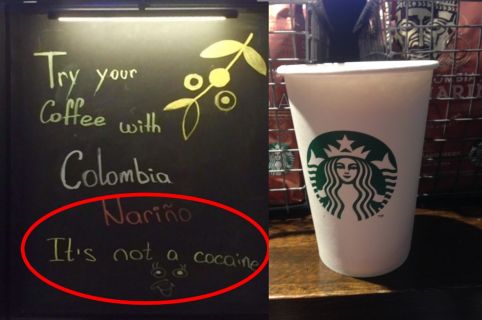 Try your
Coffee with
Colombia
Nariño
It's not a cocaine